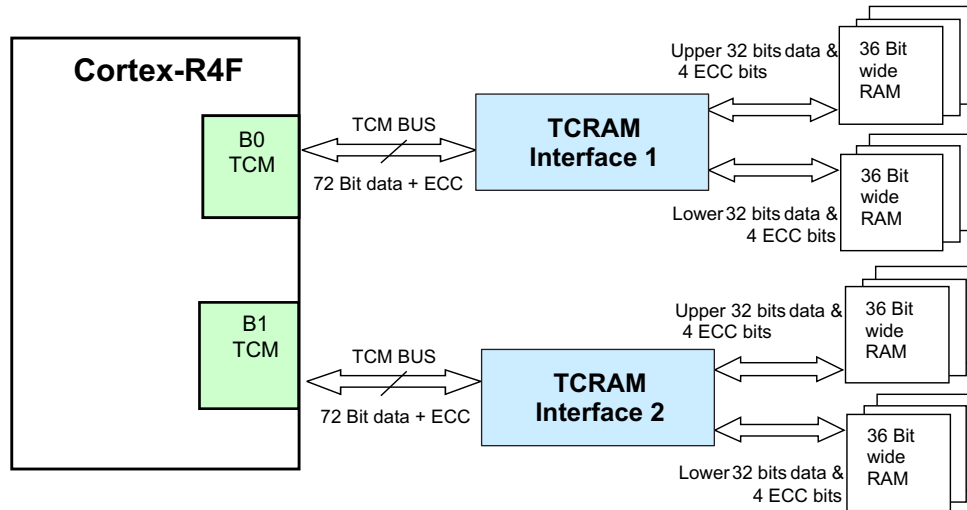 Cortex-R4F
B0
TCM
TCM BUS
72 Bit data + ECC
TCRAM
Interface 1
Upper 32 bits data &
4 ECC bits
36 Bit
wide
RAM
Lower 32 bits data &
4 ECC bits
36 Bit
wide
RAM
B1
TCM
TCM BUS
72 Bit data + ECC
TCRAM
Interface 2
Upper 32 bits data &
4 ECC bits
36 Bit
wide
RAM
Lower 32 bits data &
4 ECC bits
36 Bit
wide
RAM